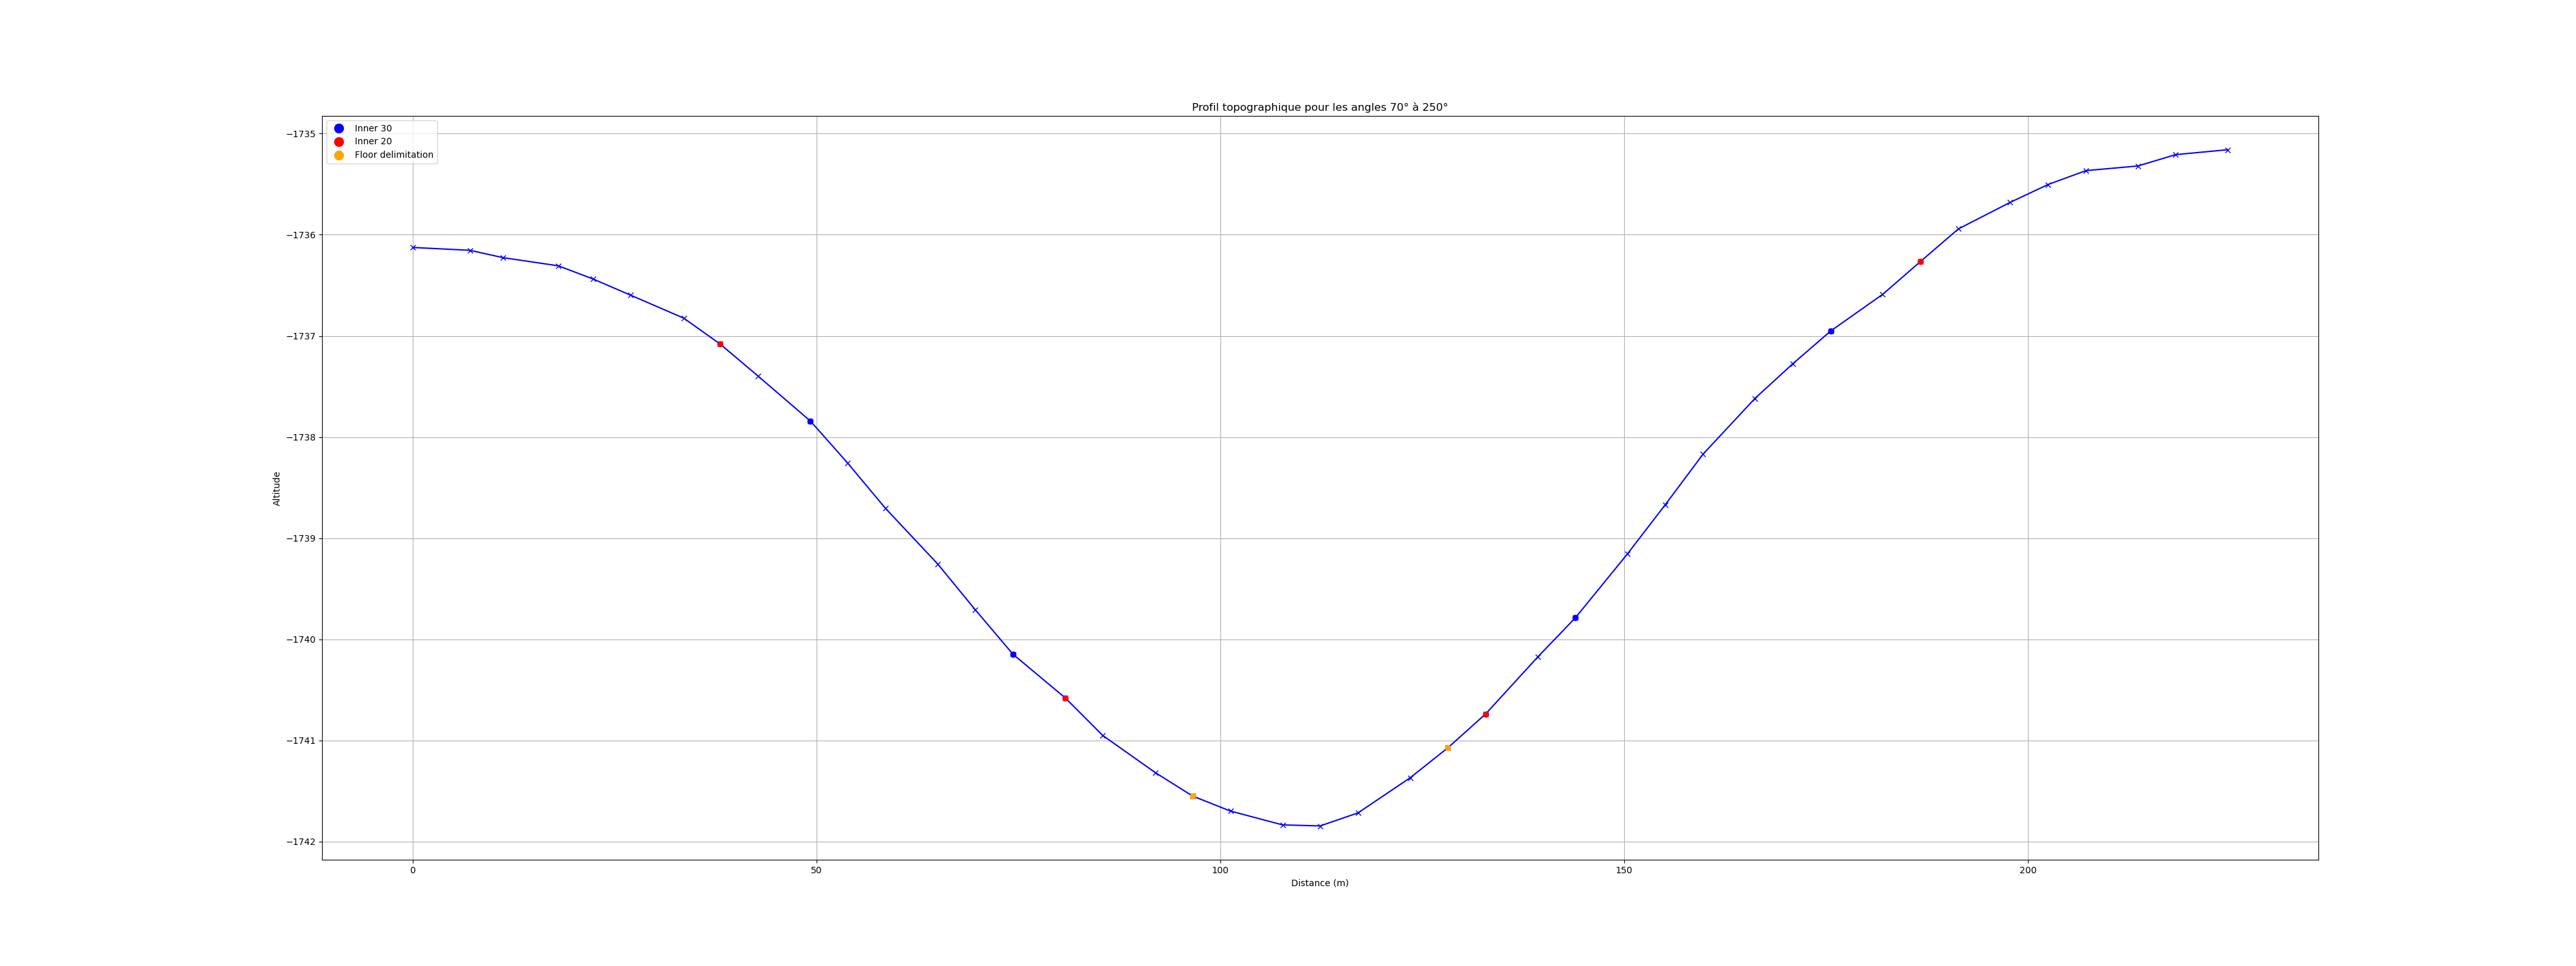 Profil topographique pour les angles 70° à 250°
Inner 30
Inner 20
Floor delimitation
−1735
−1736
−1737
−1738
−1739
−1740
−1741
−1742
Altitude
0 50 100 150 200
Distance (m)